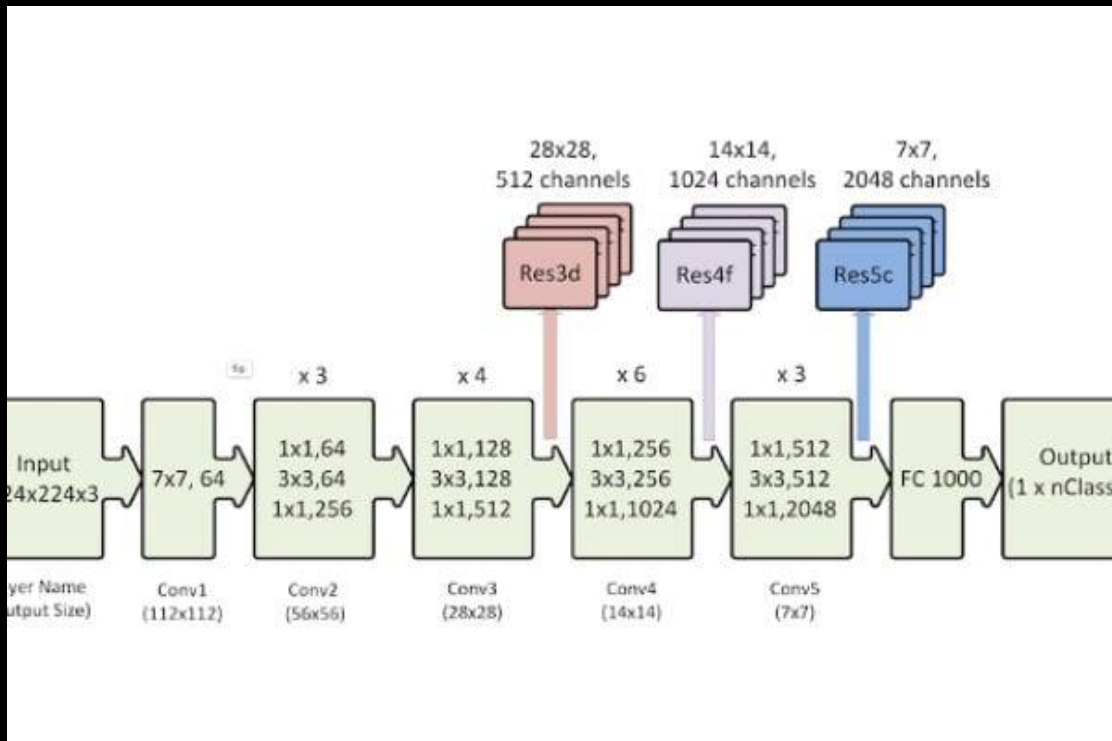 28x28,
512 channels
14x14,
1024 channels
7x7,
2048 channels
Res3d
Res4f
Res5c
x 3
x 4
x 6
x 3
Input
24x224x3
7x7, 64
1x1,64
3x3,64
1x1,256
1x1,128
3x3,128
1x1,512
1x1,256
3x3,256
1x1,1024
1x1,512
3x3,512
1x1,2048
FC 1000
Output
(1 x nClass
yer Name
utput Size)
Conv1
(112x112)
Conv2
(56x56)
Conv3
(28x28)
Conv4
(14x14)
Conv5
(7x7)